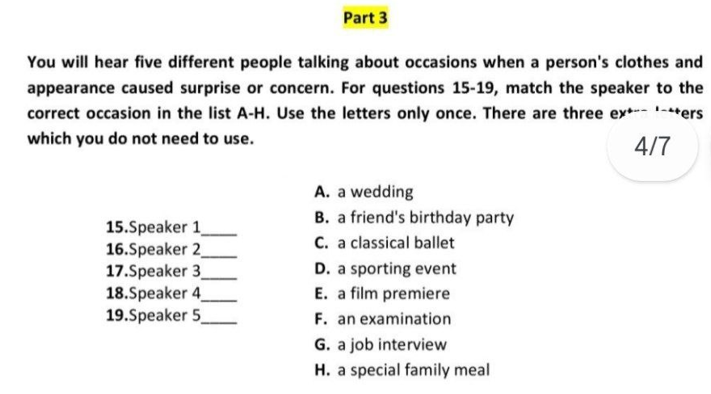 Part 3
You will hear five different people talking about occasions when a person's clothes and
appearance caused surprise or concern. For questions 15-19, match the speaker to the
correct occasion in the list A-H. Use the letters only once. There are three
which you do not need to use.
4/7
15.Speaker 1____
16.Speaker 2____
17.Speaker 3____
18.Speaker 4____
19.Speaker 5____
A. a wedding
B. a friend's birthday party
C. a classical ballet
D. a sporting event
E. a film premiere
F. an examination
G. a job interview
H. a special family meal